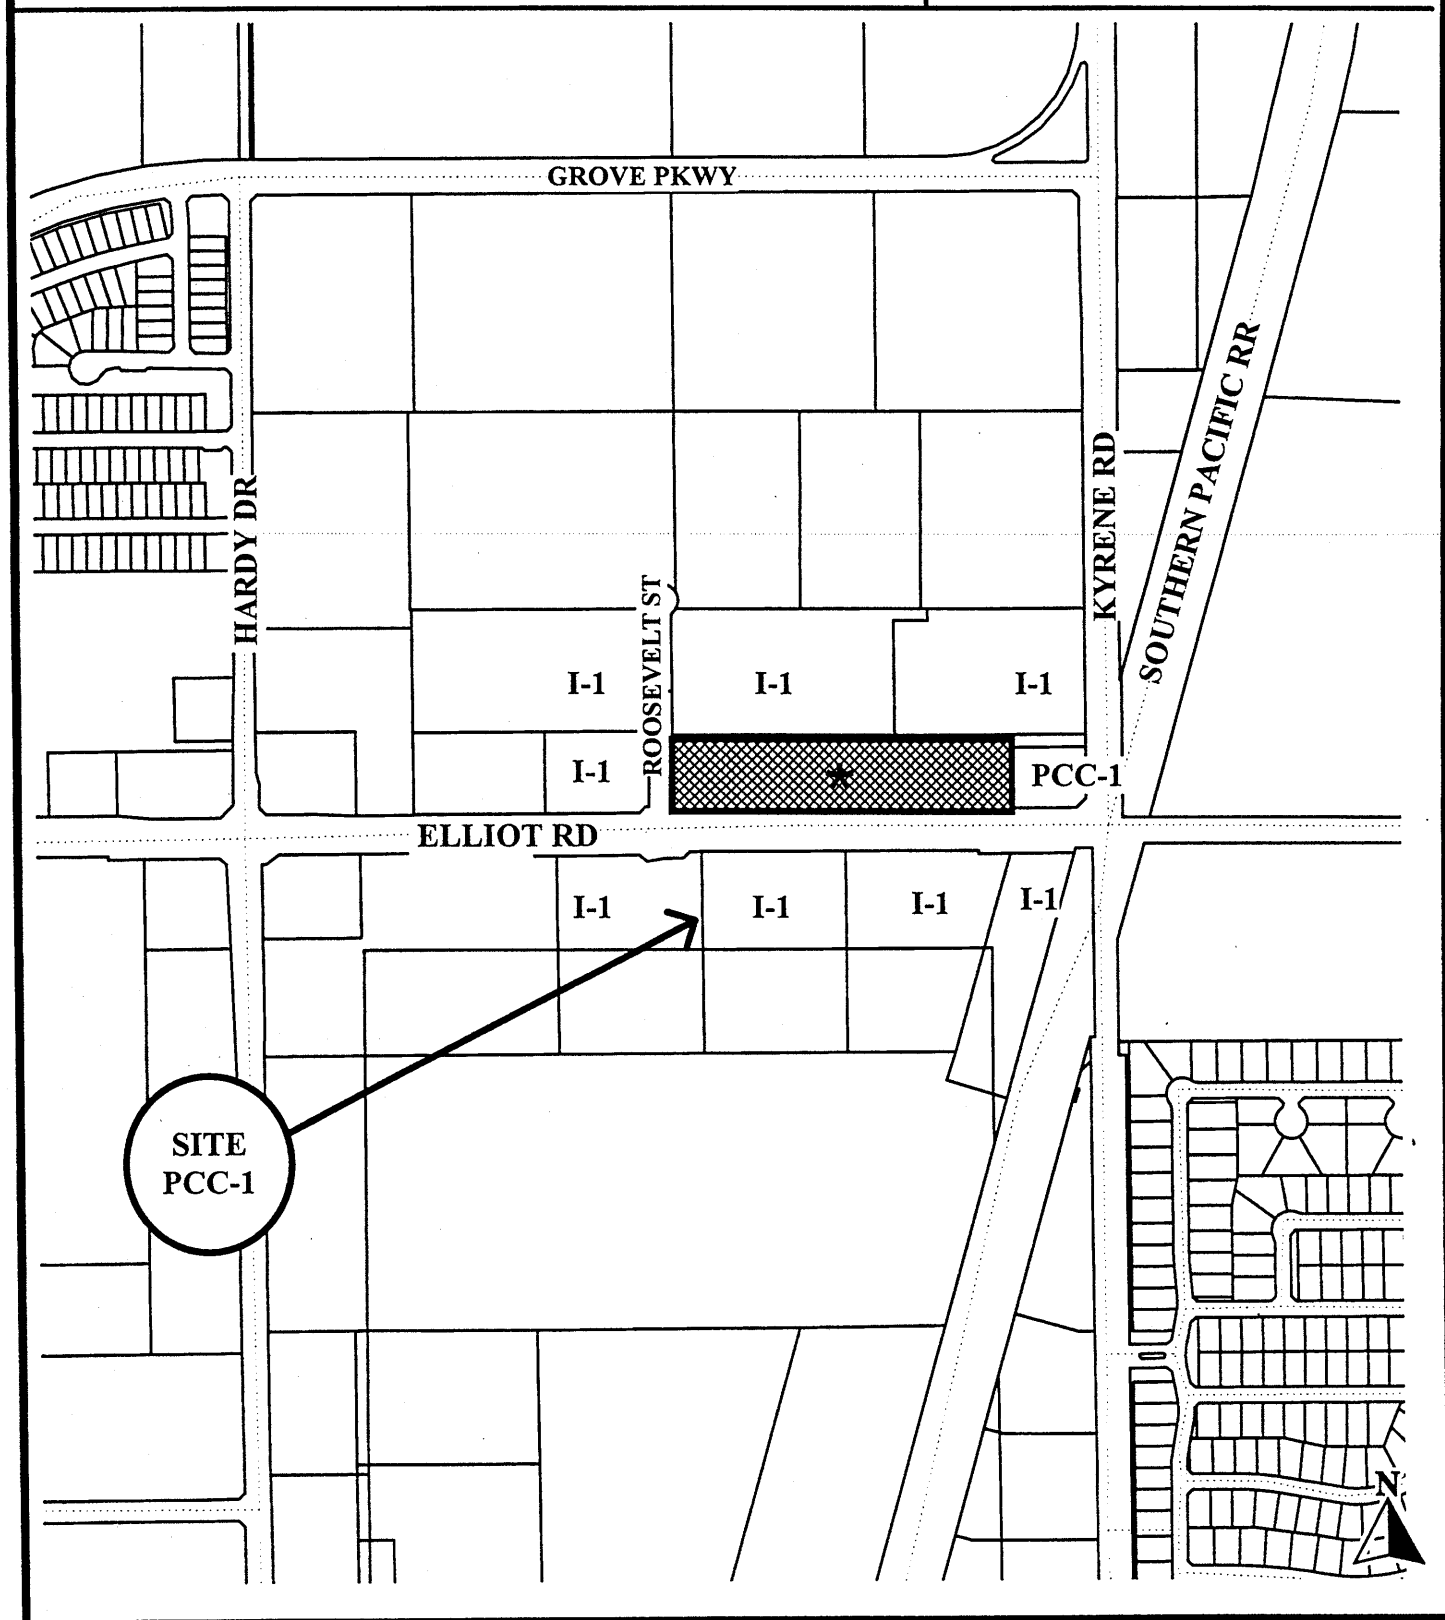 GROVE PKWY
HARDY DR
KYRENE RD
SOUTHERN PACIFIC RR
ROOSEVELT ST
I-1
I-1
I-1
I-1
PCC-1
ELLIOT RD
I-1
I-1
I-1
I-1
SITE
PCC-1
N